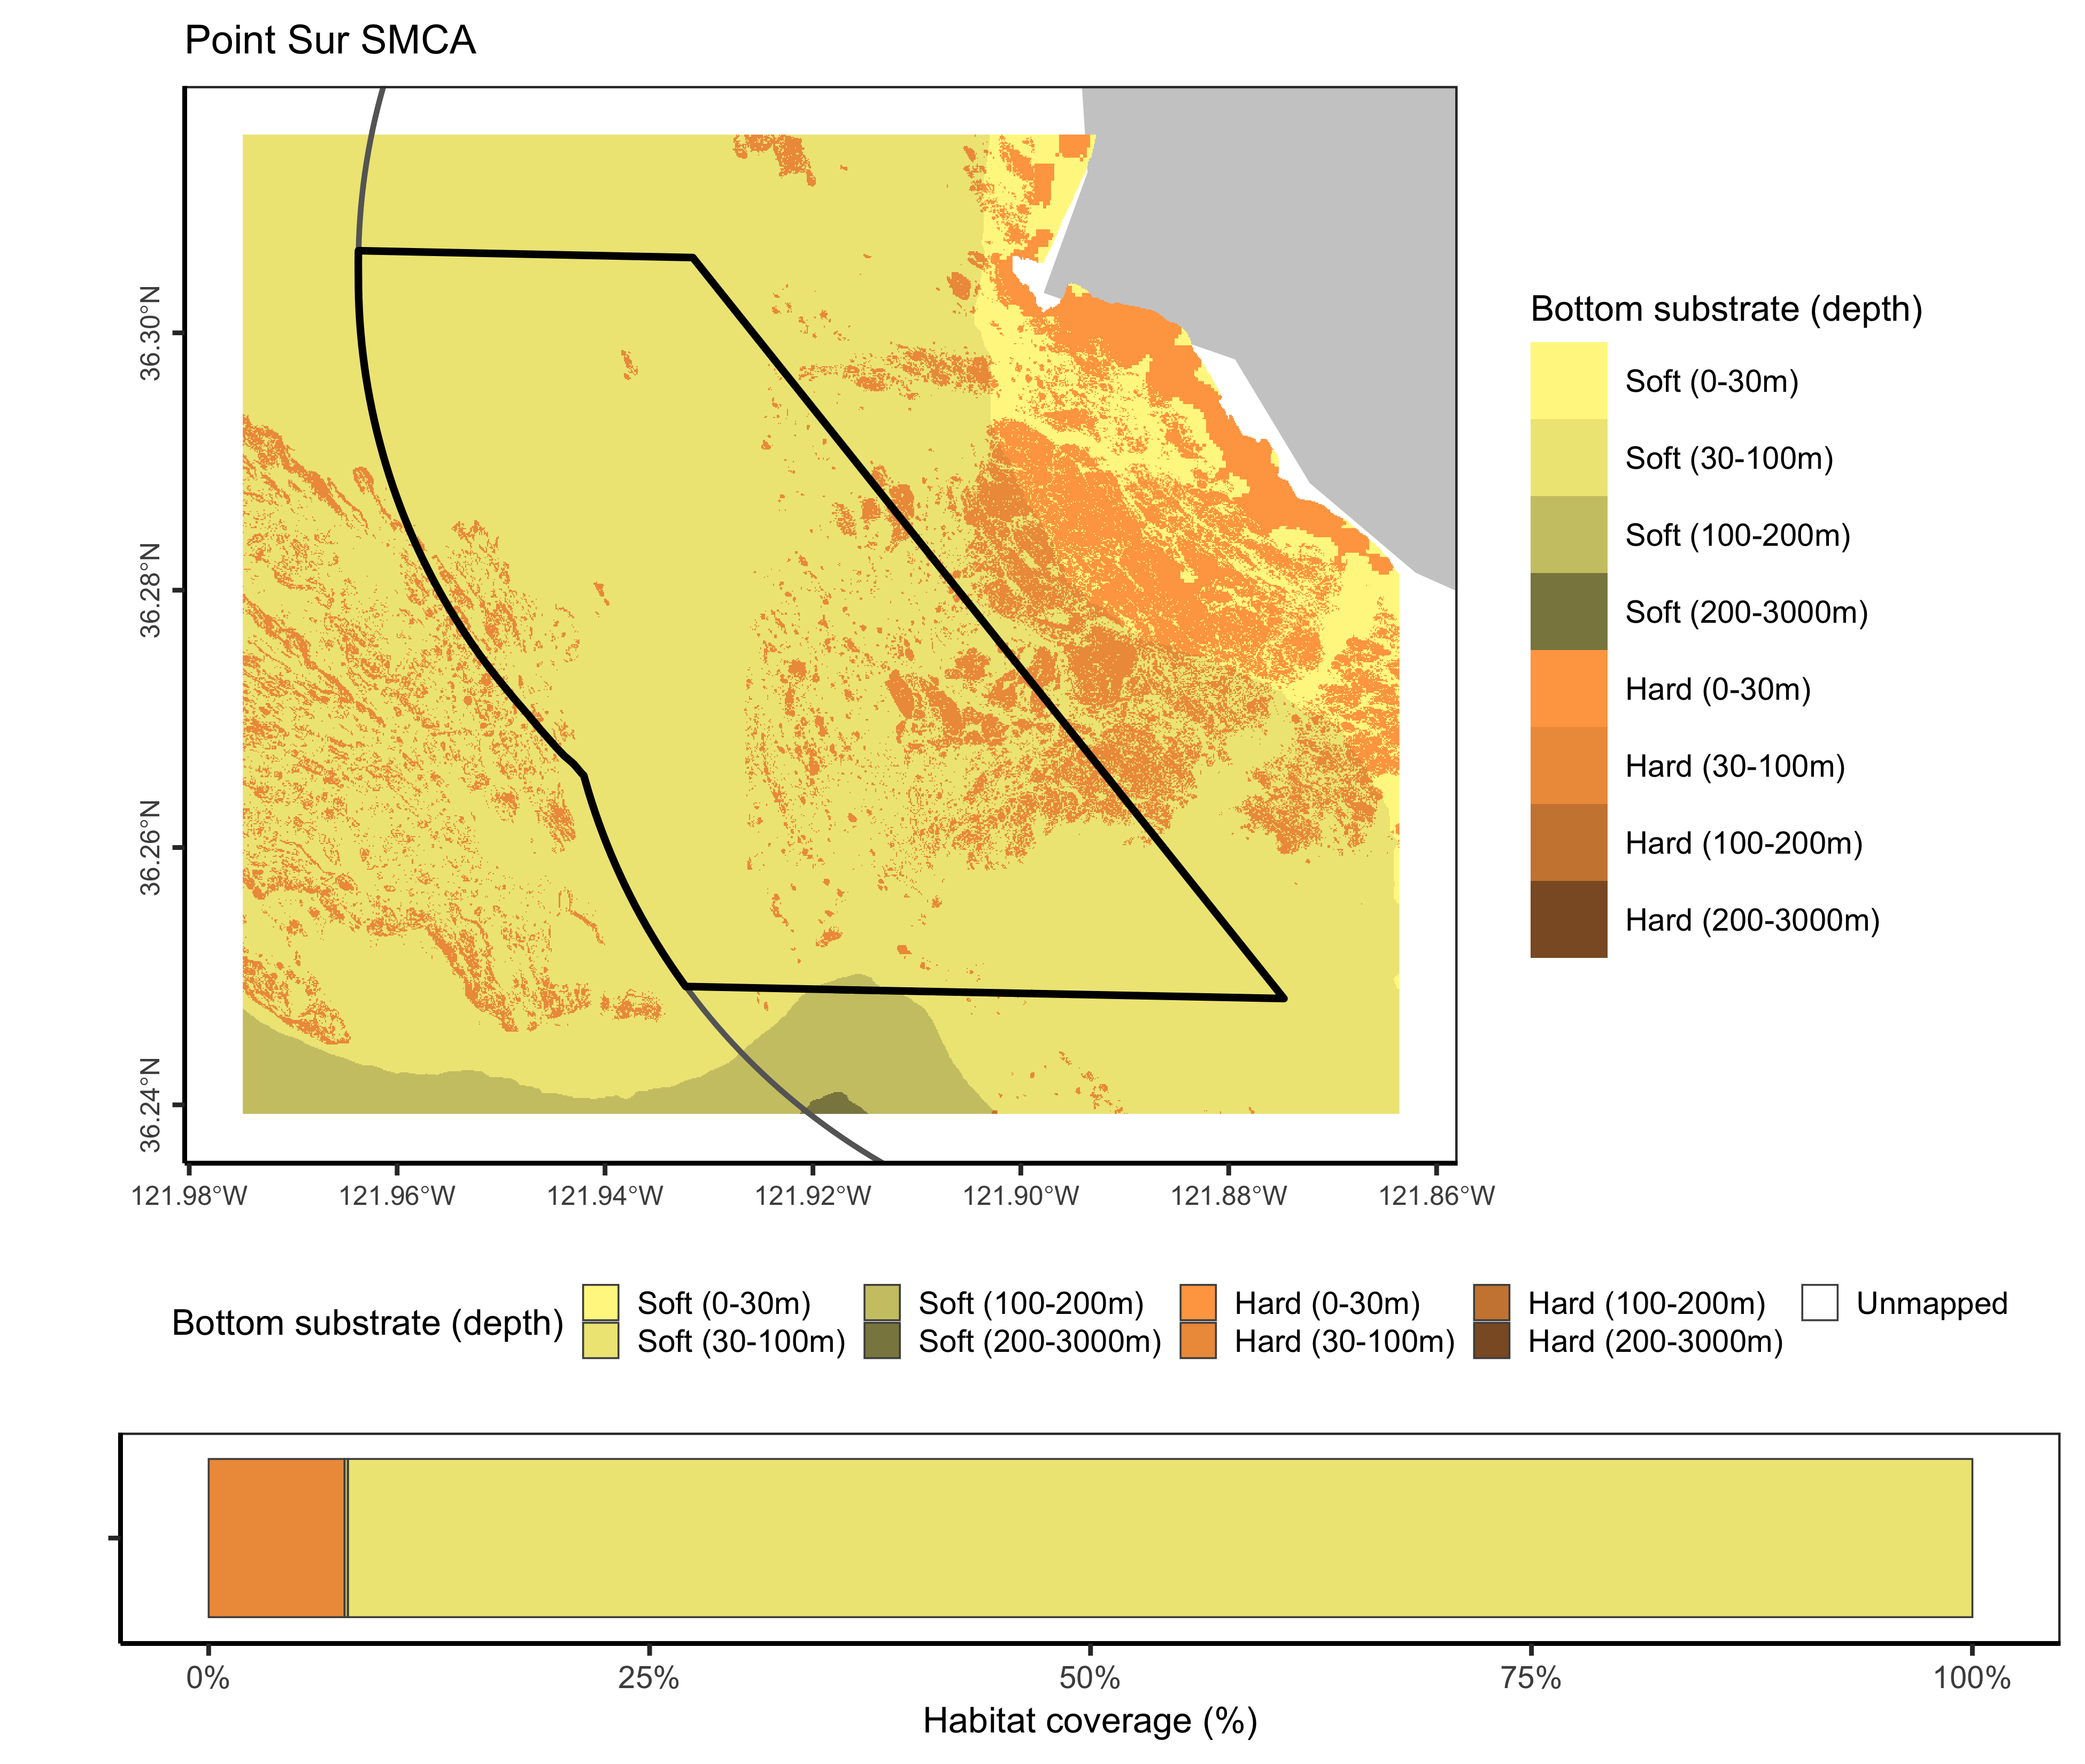 Point Sur SMCA
36.30°N
36.28°N
36.26°N
36.24°N
121.98°W 121.96°W 121.94°W 121.92°W 121.90°W 121.88°W 121.86°W
Bottom substrate (depth)
Soft (0-30m)
Soft (30-100m)
Soft (100-200m)
Soft (200-3000m)
Hard (0-30m)
Hard (30-100m)
Hard (100-200m)
Hard (200-3000m)
Bottom substrate (depth)
Soft (0-30m) Soft (100-200m) Hard (0-30m) Hard (100-200m) Unmapped
Soft (30-100m) Soft (200-3000m) Hard (30-100m) Hard (200-3000m)
0% 25% 50% 75% 100%
Habitat coverage (%)